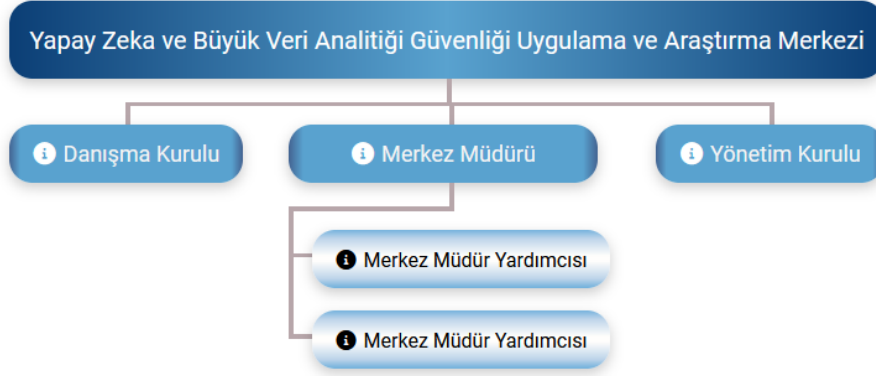 Yapay Zeka ve Büyük Veri Analitiği Güvenliği Uygulama ve Araştırma Merkezi
Danışma Kurulu
Merkez Müdürü
Yönetim Kurulu
Merkez Müdür Yardımcısı
Merkez Müdür Yardımcısı